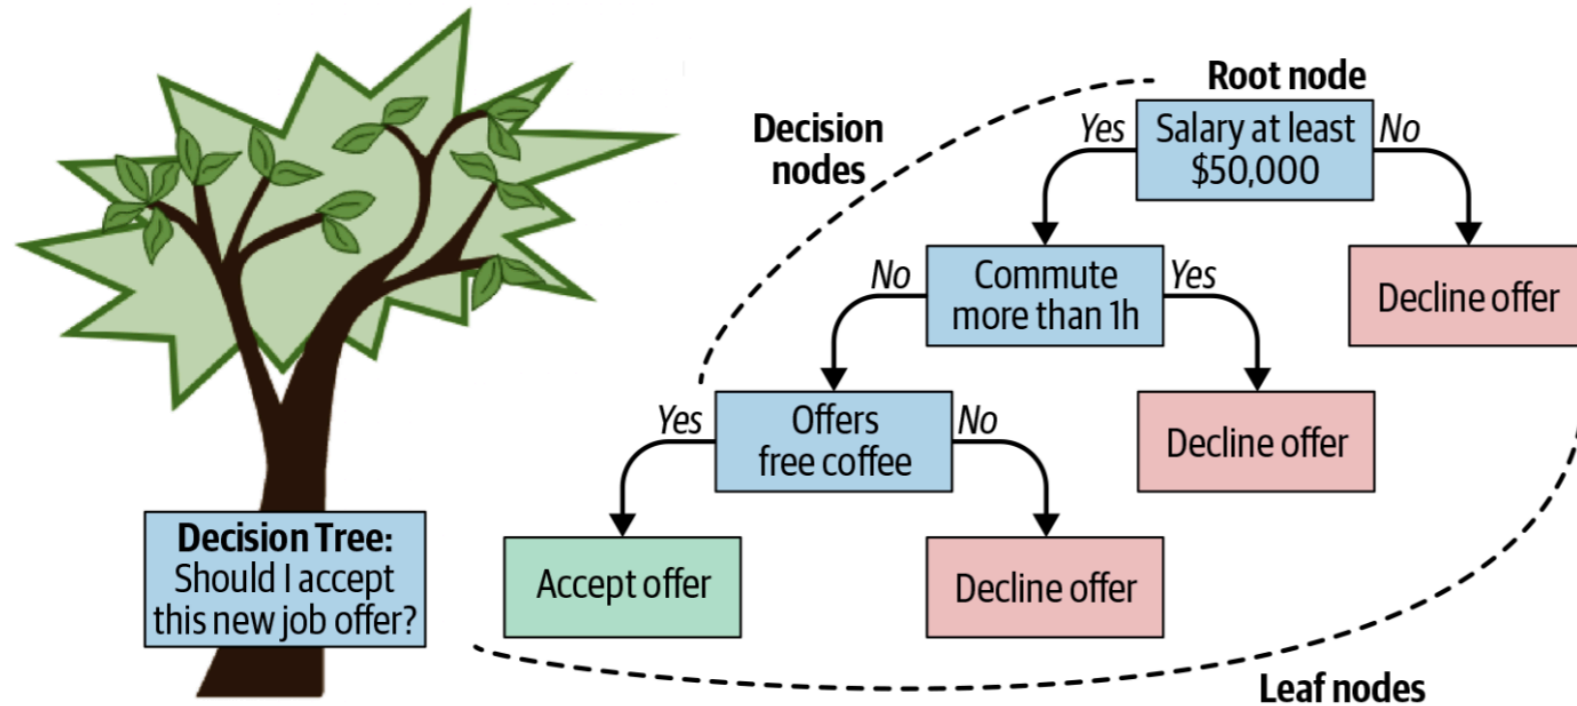 Root node
Decision
nodes
Yes
Salary at least
$50,000
No
No
Commute
more than 1h
Yes
Decline offer
Yes
Offers
free coffee
No
Decline offer
Decision Tree:
Should I accept
this new job offer?
Accept offer
Decline offer
Leaf nodes